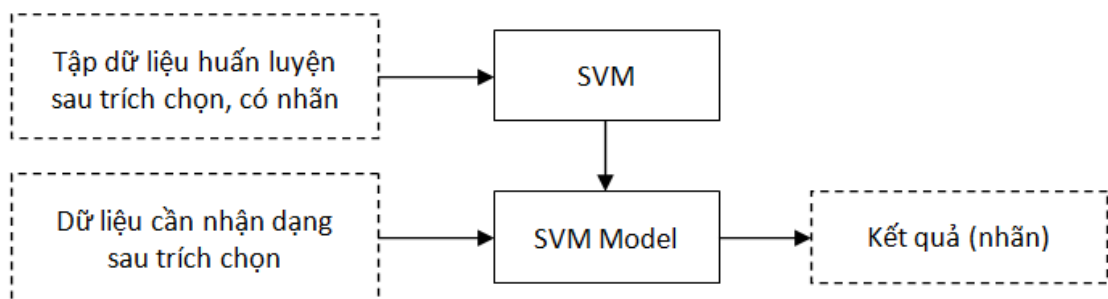 Tập dữ liệu huấn luyện
sau trích chọn, có nhãn
SVM
Dữ liệu cần nhận dạng
sau trích chọn
SVM Model
Kết quả (nhãn)